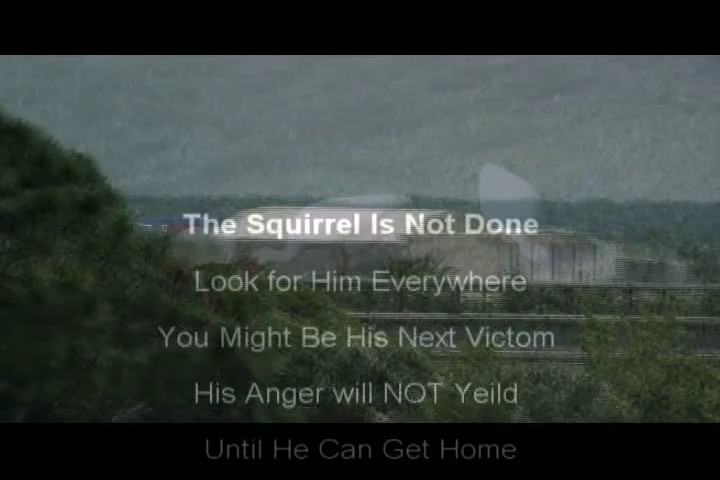 The Squirrel Is Not Done
Look for Him Everywhere
You Might Be His Next Victom
His Anger will NOT Yeild
Until He Can Get Home